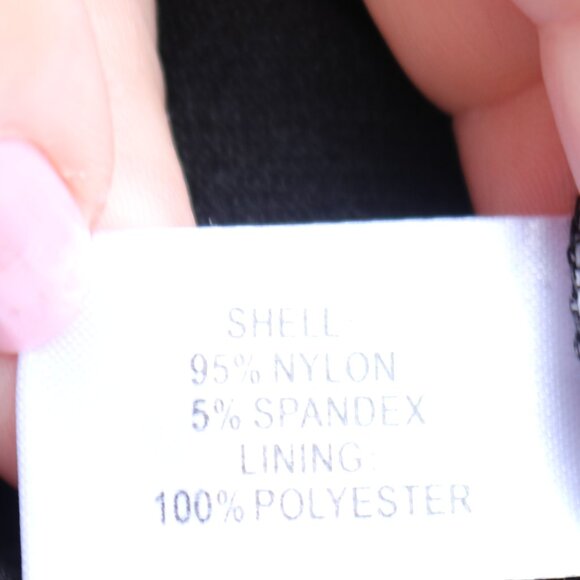 SHELL:
95% NYLON
5% SPANDEX
LINING:
100% POLYESTER